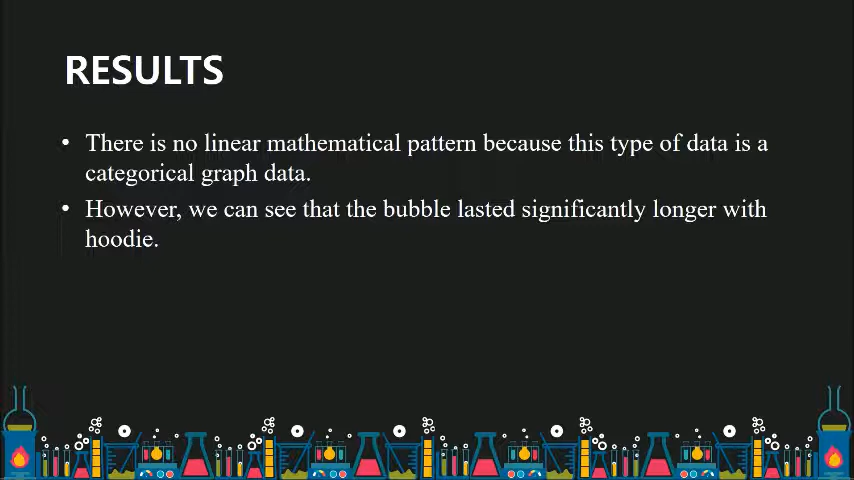 RESULTS
• There is no linear mathematical pattern because this type of data is a
categorical graph data.
• However, we can see that the bubble lasted significantly longer with
hoodie.